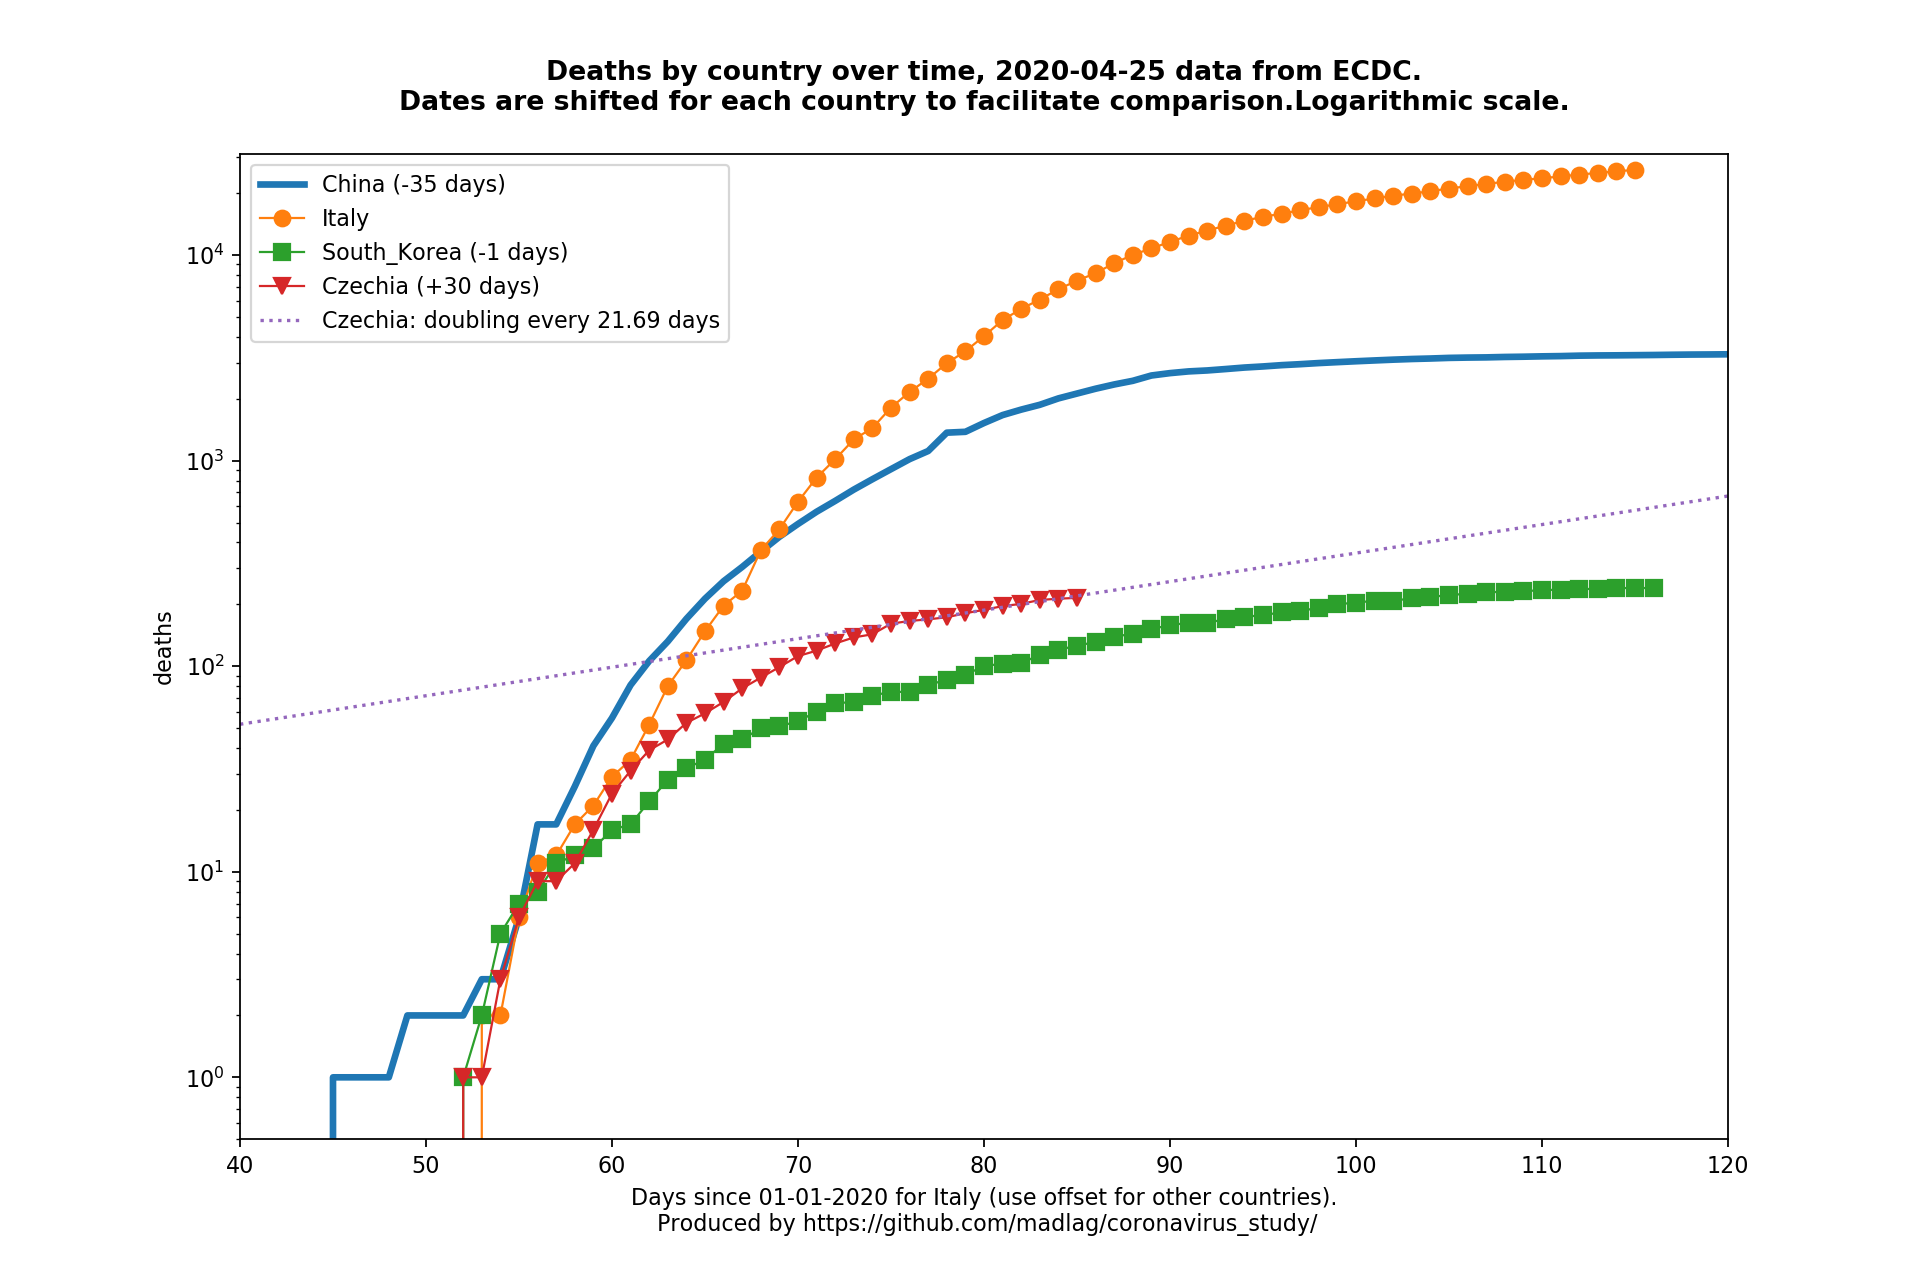 Deaths by country over time, 2020-04-25 data from ECDC.
Dates are shifted for each country to facilitate comparison.Logarithmic scale.
China (-35 days)
Italy
South_Korea (-1 days)
Czechia (+30 days)
Czechia: doubling every 21.69 days
10⁴
10³
10²
10¹
10⁰
deaths
40 50 60 70 80 90 100 110 120
Days since 01-01-2020 for Italy (use offset for other countries).
Produced by https://github.com/madlag/coronavirus_study/